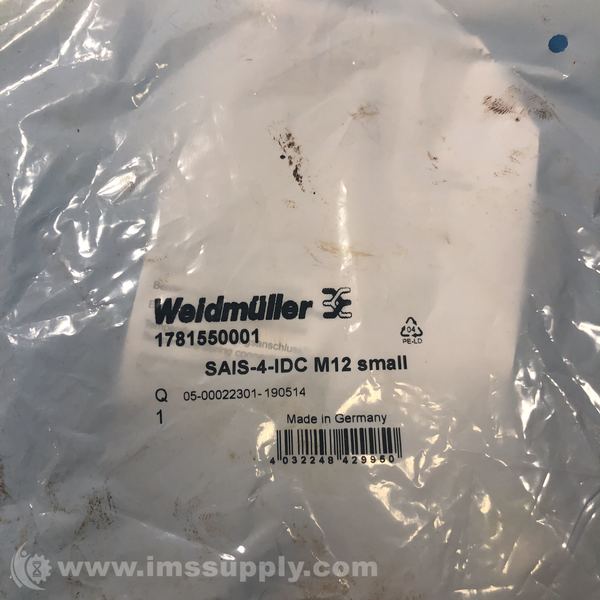 Weidmüller
1781550001
SAIS-4-IDC M12 small
04
PE-LD
Q 05-00022301-190514
1
Made in Germany
4 032248 429950
www.imssupply.com